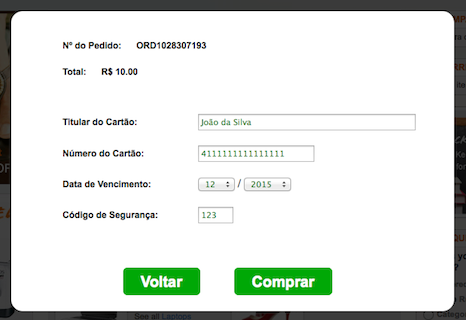 Nº do Pedido: ORD1028307193
Total: R$ 10.00
Titular do Cartão: João da Silva
Número do Cartão: 4111111111111111
Data de Vencimento: 12 / 2015
Código de Segurança: 123
Voltar Comprar
See all Laptops